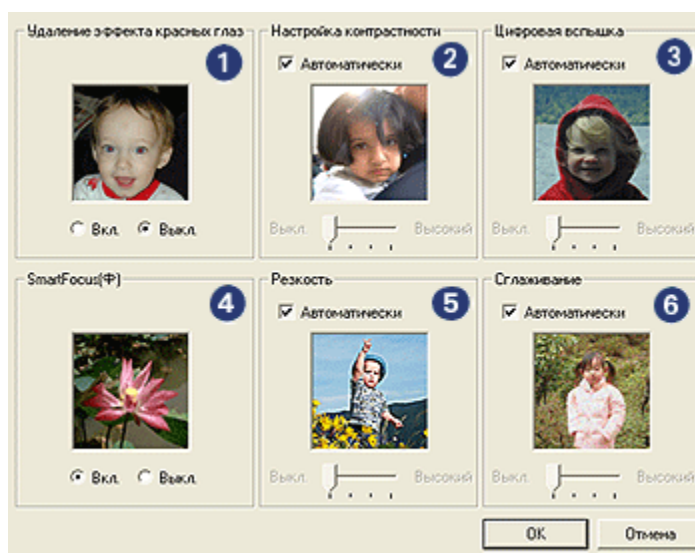 Удаление эффекта красных глаз
1
Вкл. Выкл.
Настройка контрастности
Автоматически
2
Выкл. Высокий
Цифровая вспышка
Автоматически
3
Выкл. Высокий
SmartFocus(Ф)
4
Вкл. Выкл.
Резкость
Автоматически
5
Выкл. Высокий
Сглаживание
Автоматически
6
Выкл. Высокий
OK Отмена